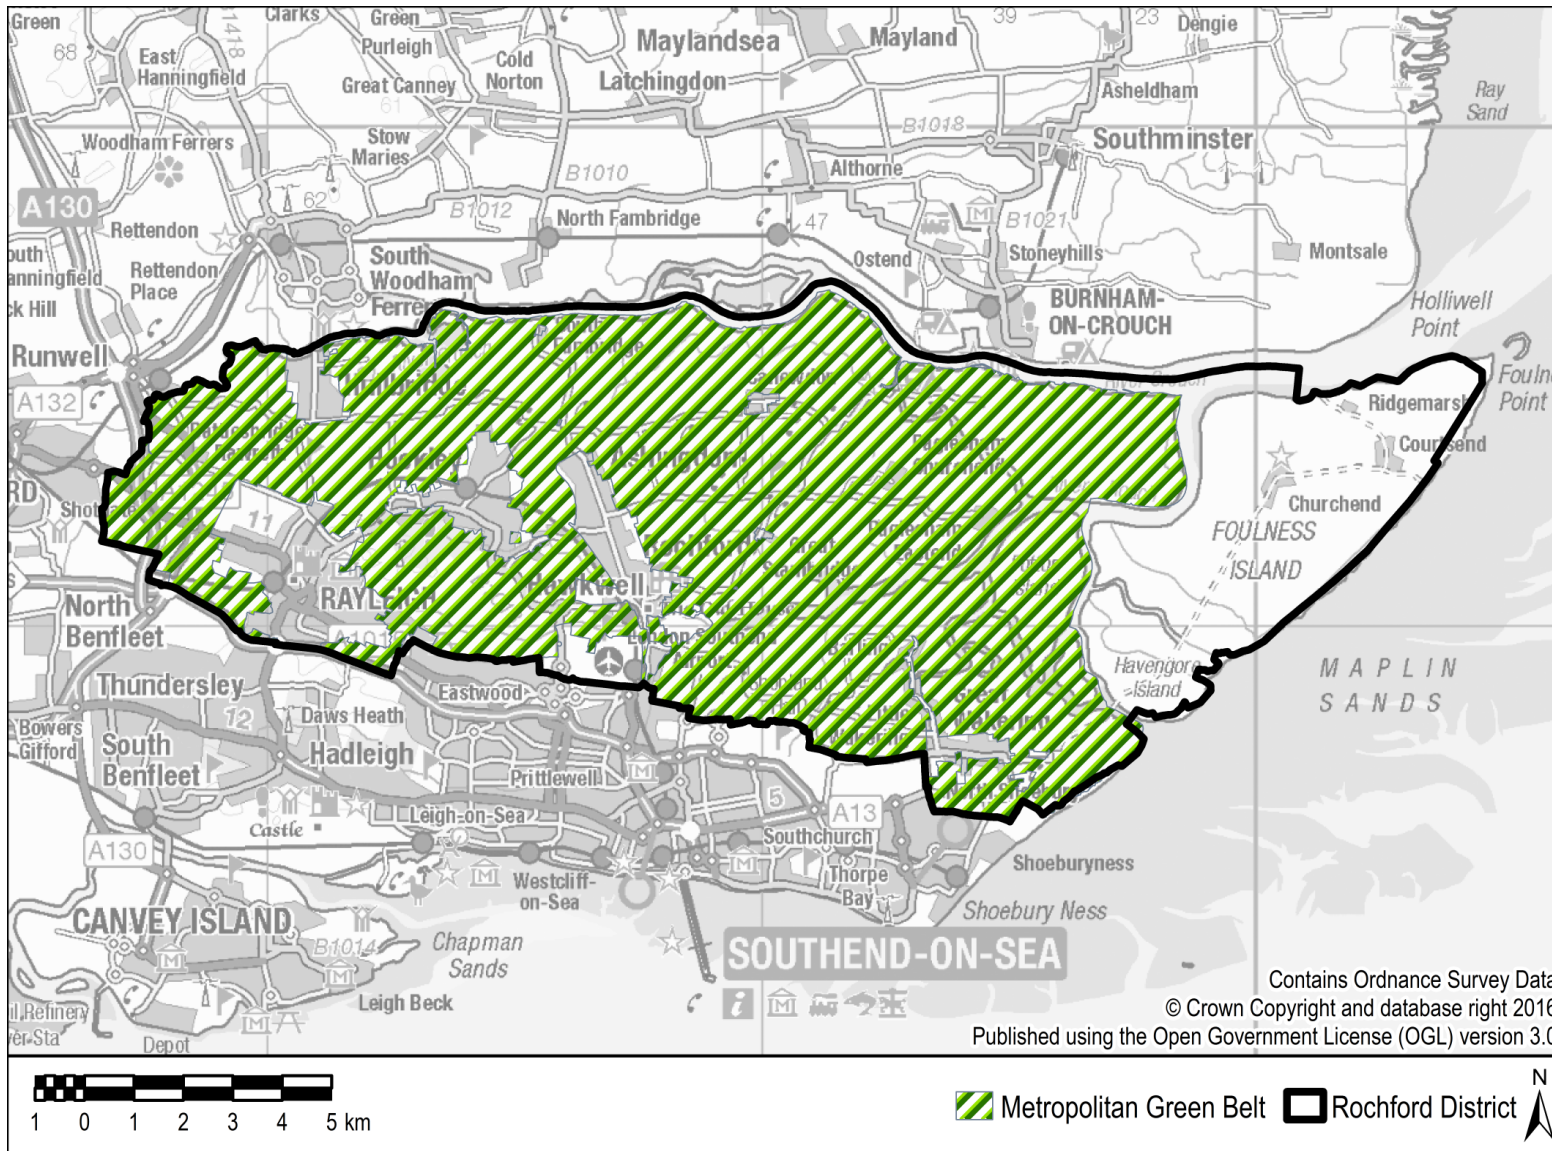 Green
Clarks
Green
39
23
Dengie
68
East
Hanningfield
1418
Purleigh
Cold
Norton
Maylandsea
Mayland
Great Canney
61
Latchingdon
Asheldham
Ray
Sand
Woodham Ferrers
Stow
Maries
B1018
Southminster
Althorne
B1010
A130
62
B1012
North Fambridge
47
B1021
Rettendon
Rettendon
Place
South
Woodham
Ostend
Stoneyhills
Montsale
BURNHAM-
ON-CROUCH
Holliwell
Point
Runwell
A132
Ridgemarsh
Courtsend
Point
Churchend
FOULNESS
ISLAND
11
Hockley
Ashingdon
Rochford
Hawkwell
RAYLEIGH
North
Benfleet
Havengore
Island
MAPLIN
SANDS
Thundersley
Eastwood
12
Daws Heath
Bowers
Gifford
South
Benfleet
Hadleigh
Prittlewell
5
A13
Castle
Leigh-on-Sea
Southchurch
A130
Shoeburyness
Westcliff-
on-Sea
Thorpe
Bay
Shoebury Ness
CANVEY ISLAND
B1014
Chapman
Sands
SOUTHEND-ON-SEA
Leigh Beck
Refinery
Depot
Contains Ordnance Survey Data
© Crown Copyright and database right 2016
Published using the Open Government License (OGL) version 3.0
1 0 1 2 3 4 5 km
Metropolitan Green Belt
Rochford District
N